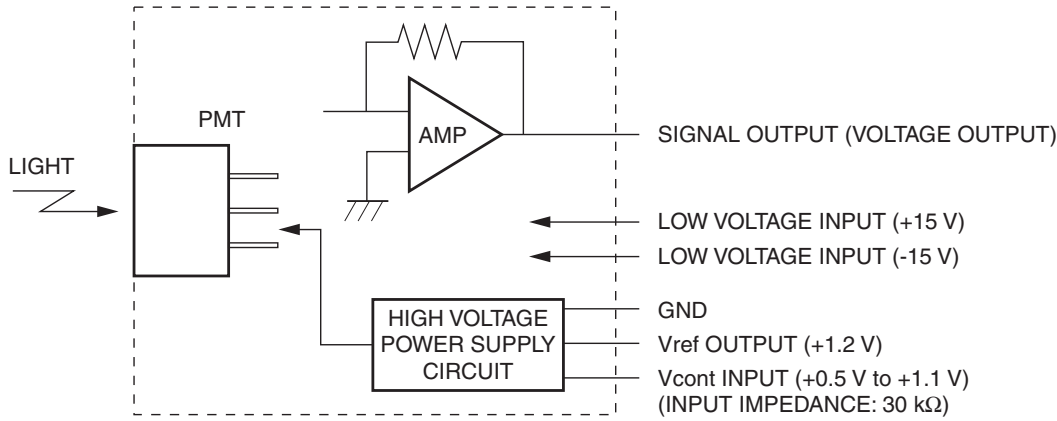 PMT
LIGHT
AMP
SIGNAL OUTPUT (VOLTAGE OUTPUT)
LOW VOLTAGE INPUT (+15 V)
LOW VOLTAGE INPUT (-15 V)
HIGH VOLTAGE
POWER SUPPLY
CIRCUIT
GND
Vref OUTPUT (+1.2 V)
Vcont INPUT (+0.5 V to +1.1 V)
(INPUT IMPEDANCE: 30 kΩ)